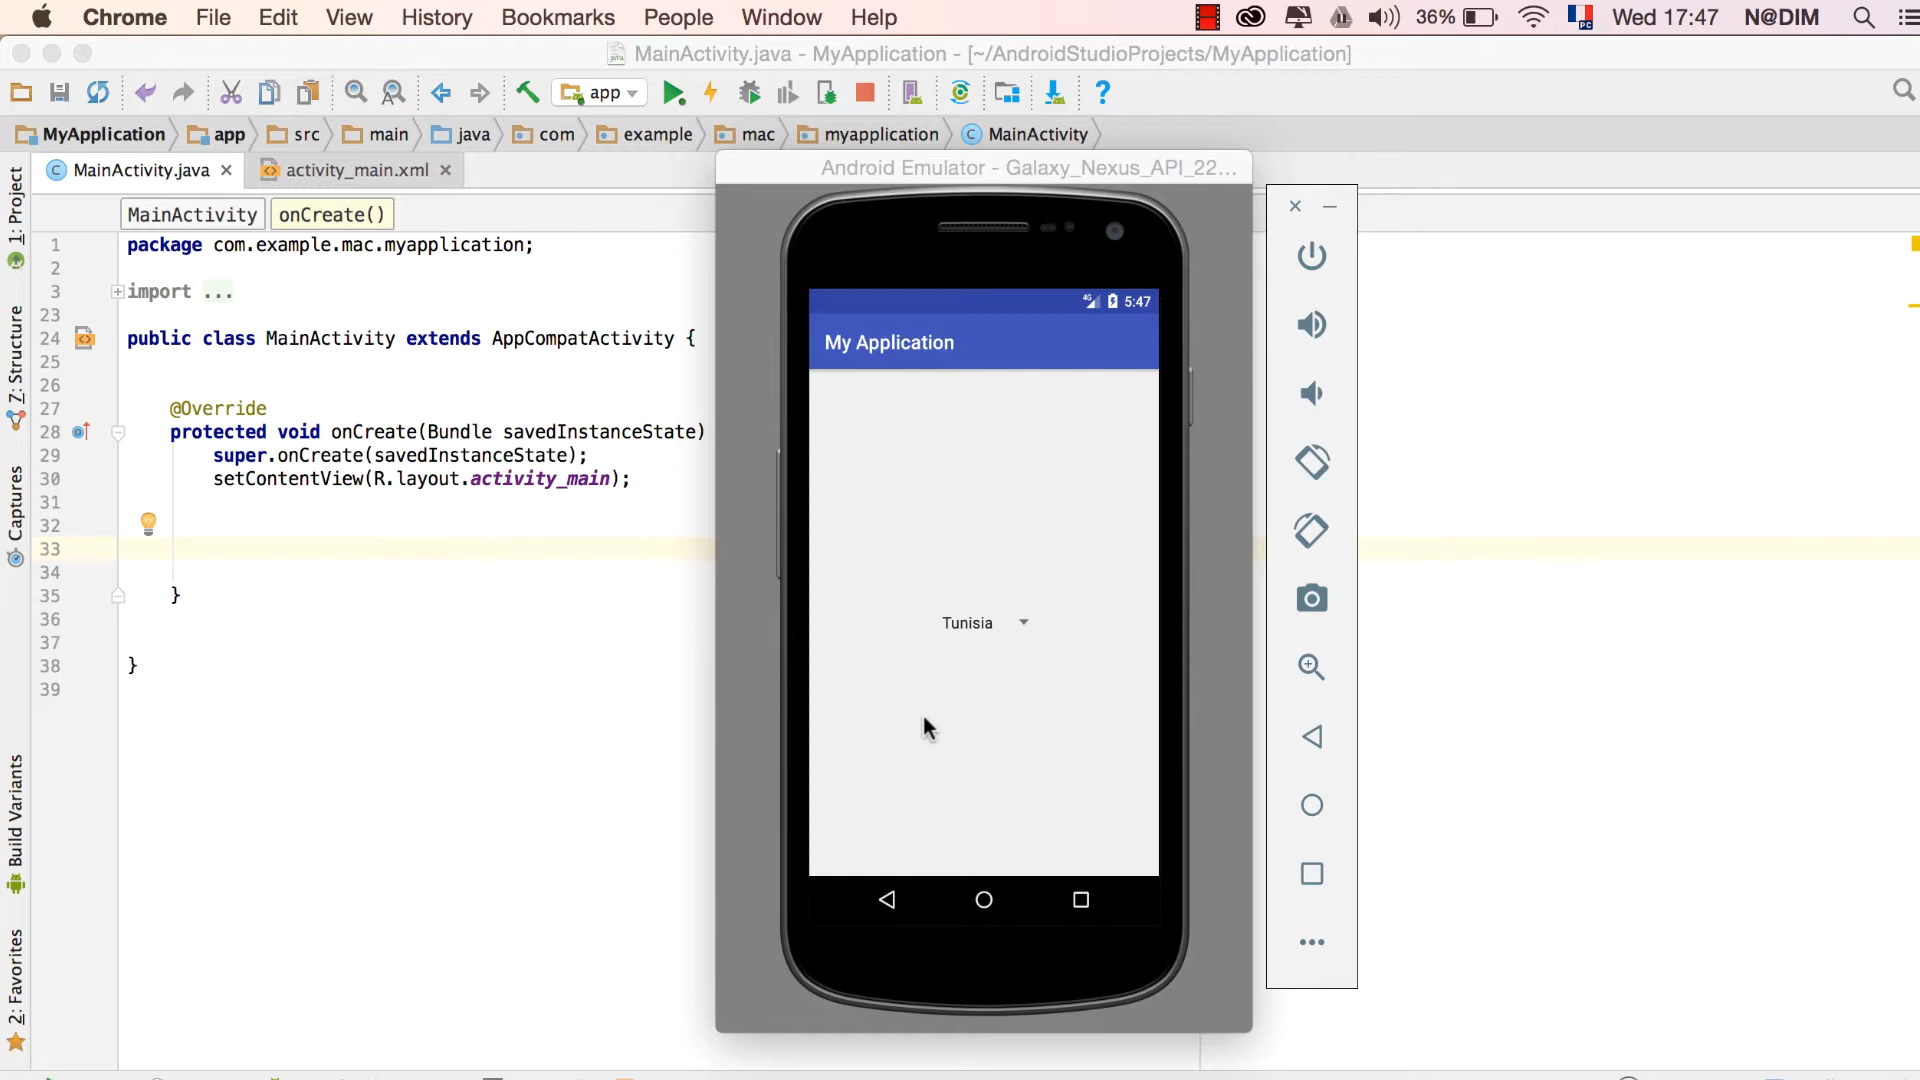 Chrome File Edit View History Bookmarks People Window Help 36% Wed 17:47 N@DIM
MainActivity.java - MyApplication - [~/AndroidStudioProjects/MyApplication]
app
MyApplication app src main java com example mac myapplication MainActivity
MainActivity.java activity_main.xml
MainActivity onCreate()
1 package com.example.mac.myapplication;
2
3 import ...
23
24 public class MainActivity extends AppCompatActivity {
25
26
27 @Override
28 protected void onCreate(Bundle savedInstanceState)
29 super.onCreate(savedInstanceState);
30 setContentView(R.layout.activity_main);
31
32
33
34
35 }
36
37
38 }
39
1: Project
7: Structure
Captures
Build Variants
2: Favorites
Android Emulator - Galaxy_Nexus_API_22...
4G 5:47
My Application
Tunisia